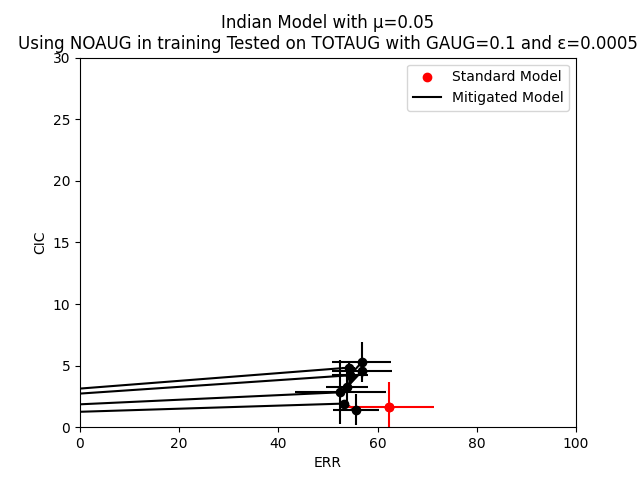 Indian Model with μ=0.05
Using NOAUG in training Tested on TOTAUG with GAUG=0.1 and ε=0.0005
30
25
20
15
10
5
0
CIC
Standard Model
Mitigated Model
0 20 40 60 80 100
ERR